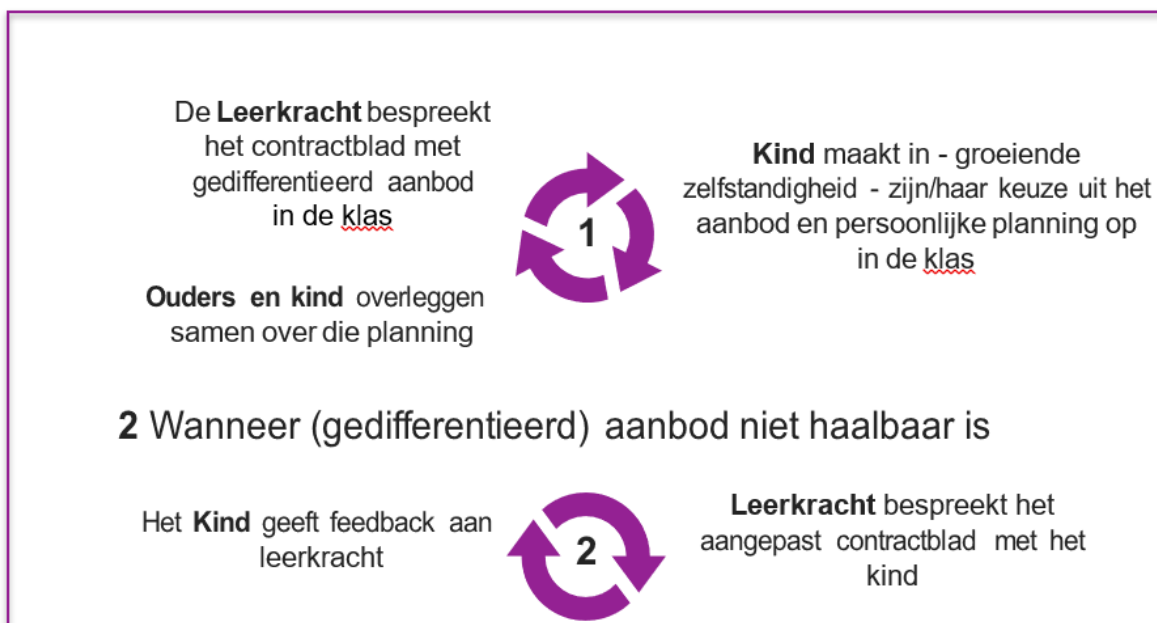 De Leerkracht bespreekt
het contractblad met
gedifferentieerd aanbod
in de klas
1
Kind maakt in - groeiende
zelfstandigheid - zijn/haar keuze uit het
aanbod en persoonlijke planning op
in de klas
Ouders en kind overleggen
samen over die planning
2 Wanneer (gedifferentieerd) aanbod niet haalbaar is
Het Kind geeft feedback aan
leerkracht
2
Leerkracht bespreekt het
aangepast contractblad met het
kind